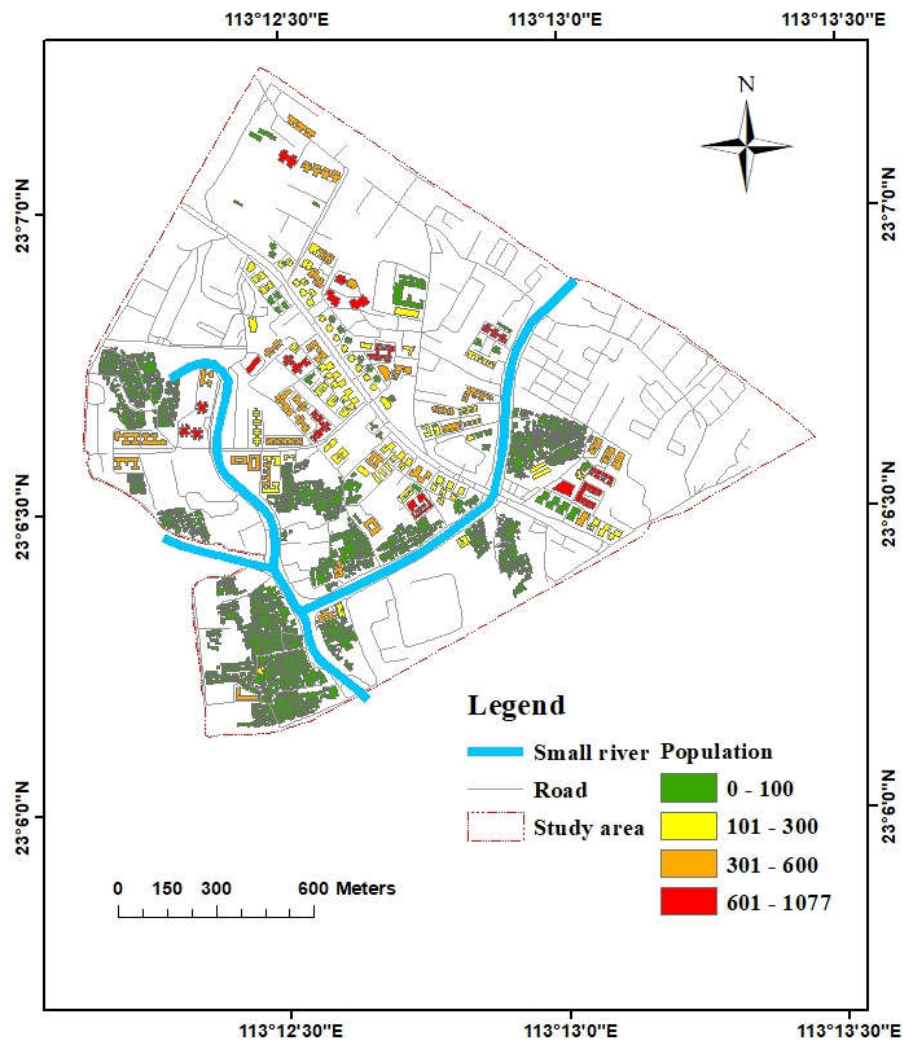 113°12'30"E 113°13'0"E 113°13'30"E
N
23°7'0"N 23°7'0"N
23°6'30"N 23°6'30"N
23°6'0"N 23°6'0"N
Legend
Small river
Road
Study area
Population
0 - 100
101 - 300
301 - 600
601 - 1077
0 150 300 600 Meters
113°12'30"E 113°13'0"E 113°13'30"E